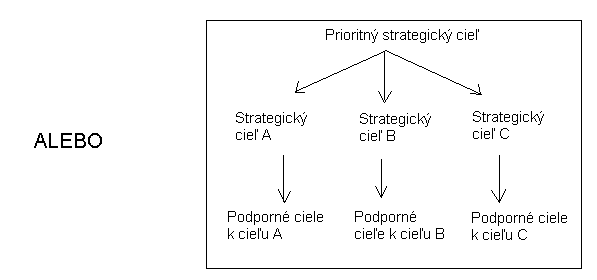 Prioritný strategický cieľ
Strategický
cieľ A
Strategický
cieľ B
Strategický
cieľ C
ALEBO
Podporné ciele
k cieľu A
Podporné
cieľe k cieľu B
Podporné ciele
k cieľu C